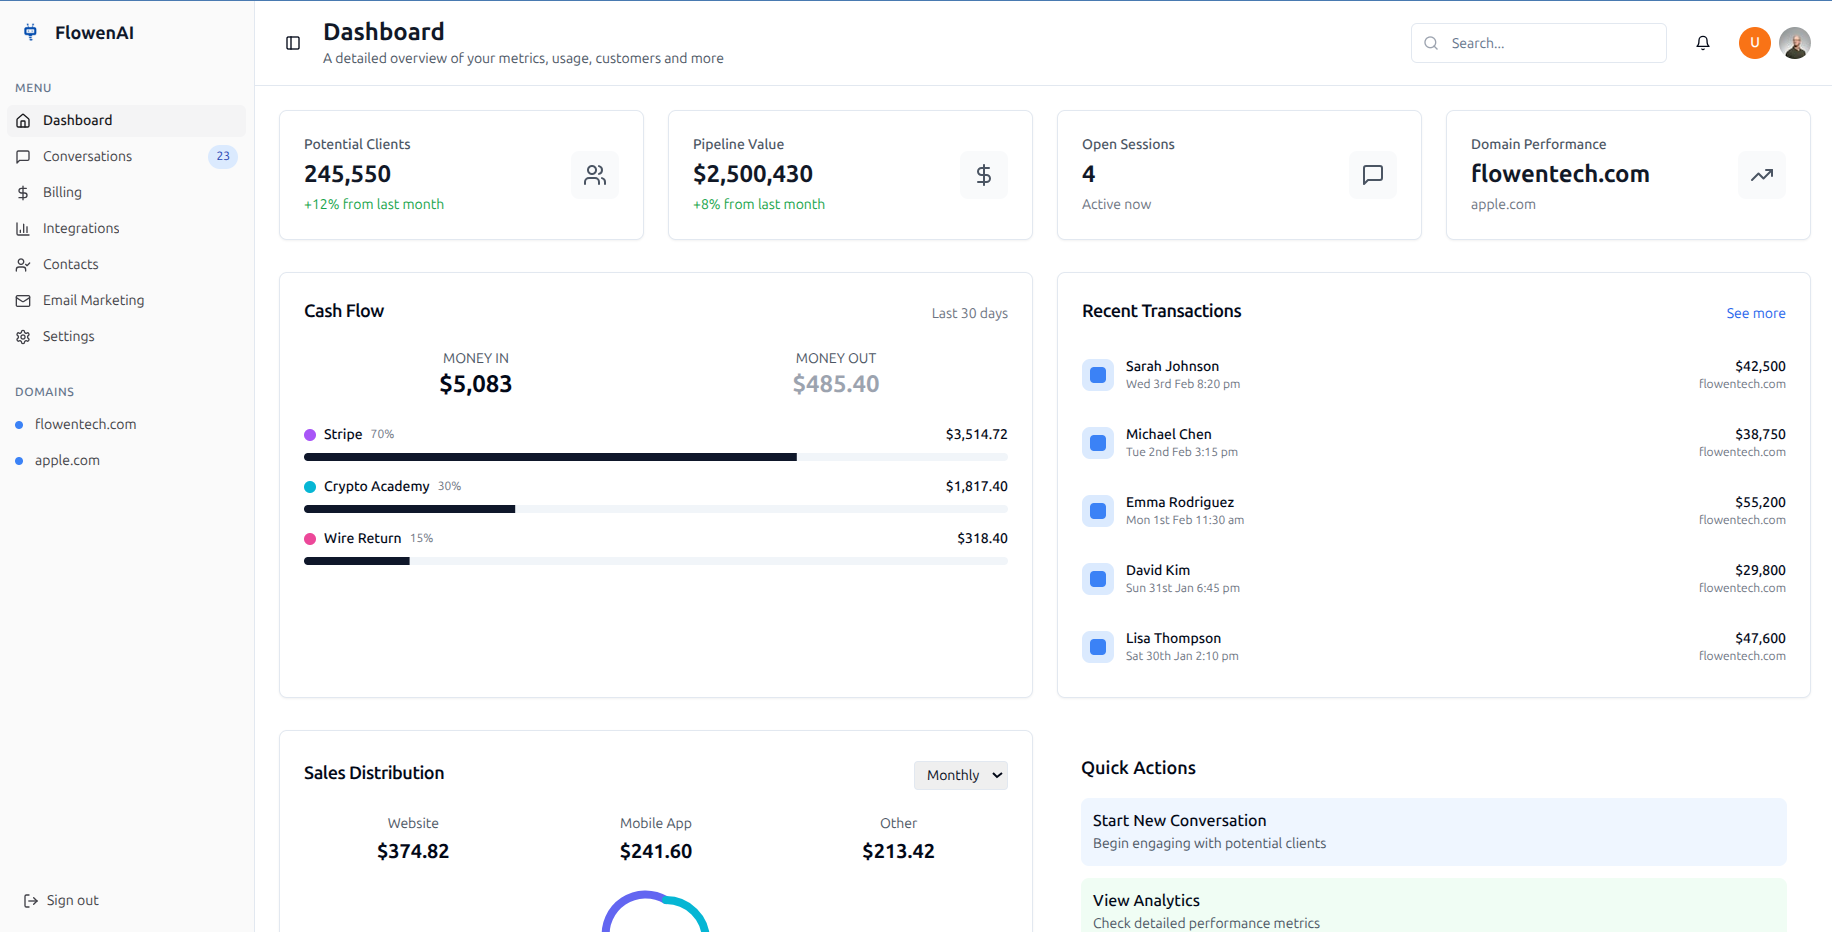 FlowenAI
MENU
Dashboard
Conversations 23
Billing
Integrations
Contacts
Email Marketing
Settings
DOMAINS
flowentech.com
apple.com
Sign out
Dashboard
A detailed overview of your metrics, usage, customers and more
Search...
U
Potential Clients
245,550
+12% from last month
Pipeline Value
$2,500,430
+8% from last month
Open Sessions
4
Active now
Domain Performance
flowentech.com
apple.com
Cash Flow
Last 30 days
MONEY IN
$5,083
MONEY OUT
$485.40
Stripe 70% $3,514.72
Crypto Academy 30% $1,817.40
Wire Return 15% $318.40
Recent Transactions
See more
Sarah Johnson $42,500
Wed 3rd Feb 8:20 pm flowentech.com
Michael Chen $38,750
Tue 2nd Feb 3:15 pm flowentech.com
Emma Rodriguez $55,200
Mon 1st Feb 11:30 am flowentech.com
David Kim $29,800
Sun 31st Jan 6:45 pm flowentech.com
Lisa Thompson $47,600
Sat 30th Jan 2:10 pm flowentech.com
Sales Distribution
Monthly
Website
$374.82
Mobile App
$241.60
Other
$213.42
Quick Actions
Start New Conversation
Begin engaging with potential clients
View Analytics
Check detailed performance metrics